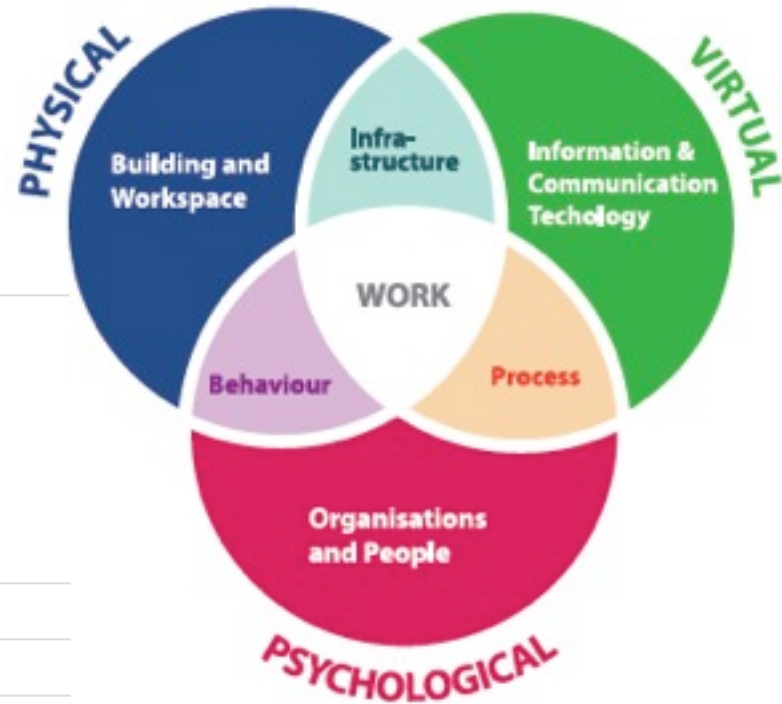 PHYSICAL
VIRTUAL
Building and
Workspace
Infra-
structure
Information &
Communication
Techology
WORK
Behaviour
Process
Organisations
and People
PSYCHOLOGICAL